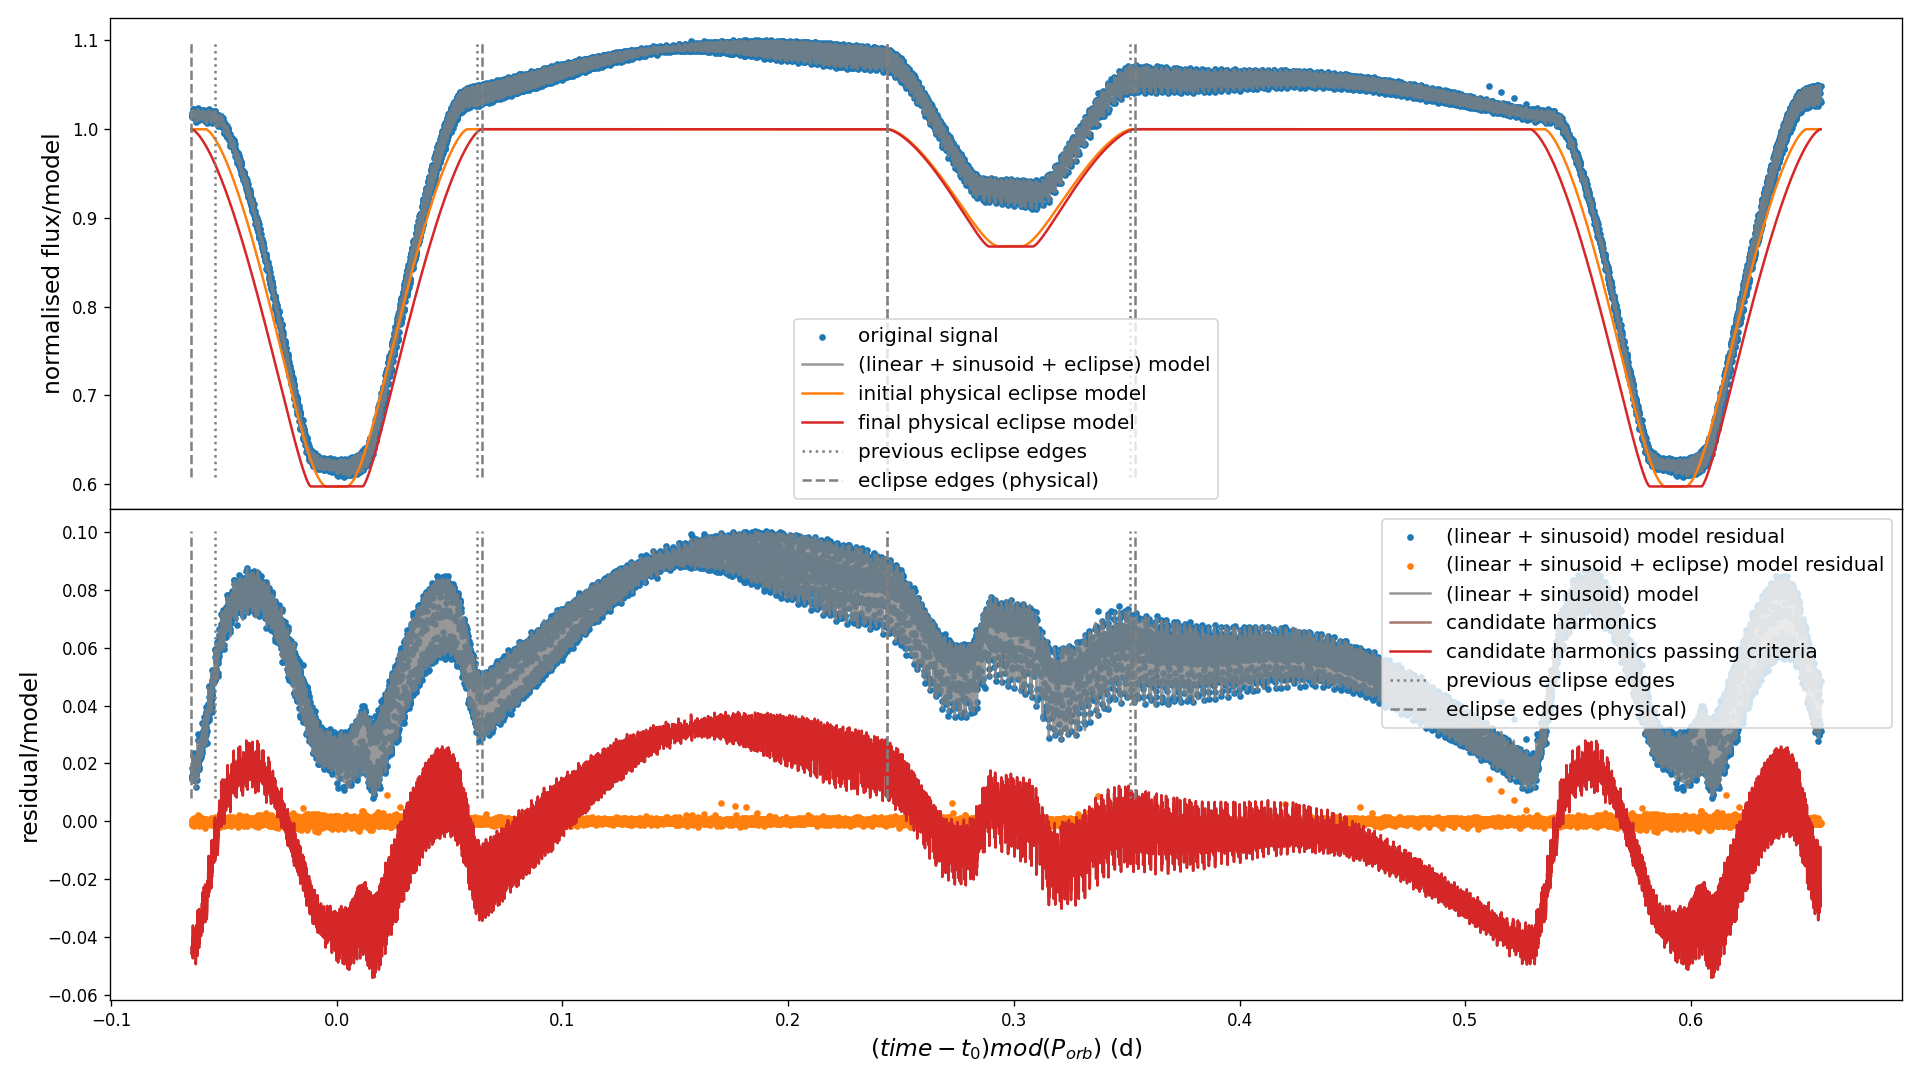 normalised flux/model
1.1
1.0
0.9
0.8
0.7
0.6
original signal
(linear + sinusoid + eclipse) model
initial physical eclipse model
final physical eclipse model
previous eclipse edges
eclipse edges (physical)
residual/model
0.10
0.08
0.06
0.04
0.02
0.00
−0.02
−0.04
−0.06
(linear + sinusoid) model residual
(linear + sinusoid + eclipse) model residual
(linear + sinusoid) model
candidate harmonics
candidate harmonics passing criteria
previous eclipse edges
eclipse edges (physical)
−0.1 0.0 0.1 0.2 0.3 0.4 0.5 0.6
(time − t₀)mod(P_orb) (d)